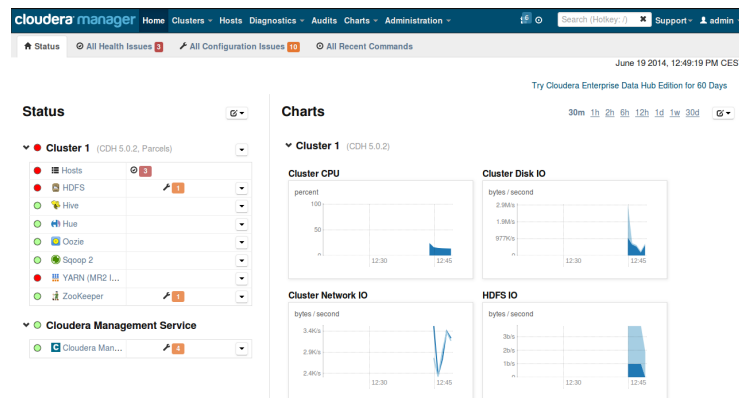 cloudera manager Home Clusters Hosts Diagnostics Audits Charts Administration 6 Search (Hotkey: /) Support admin
Status All Health Issues 3 All Configuration Issues 10 All Recent Commands
June 19 2014, 12:49:19 PM CES
Try Cloudera Enterprise Data Hub Edition for 60 Days
Status
Cluster 1 (CDH 5.0.2, Parcels)
Hosts 3
HDFS 1
Hive
Hue
Oozie
Sqoop 2
YARN (MR2 I...
ZooKeeper 1
Cloudera Management Service
Cloudera Man... 4
Charts 30m 1h 2h 6h 12h 1d 1w 30d
Cluster 1 (CDH 5.0.2)
Cluster CPU
percent
100
50
0
12:30 12:45
Cluster Disk IO
bytes / second
2.9M/s
1.9M/s
977K/s
0
12:30 12:45
Cluster Network IO
bytes / second
3.4K/s
2.9K/s
2.4K/s
12:30 12:45
HDFS IO
bytes / second
3b/s
2b/s
1b/s
0
12:30 12:45